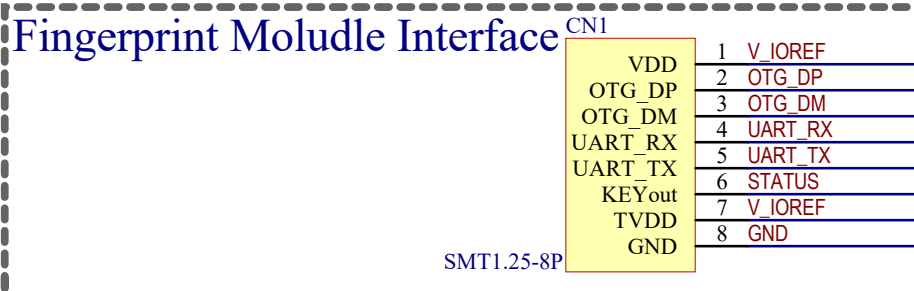 Fingerprint Moludle Interface
CN1
VDD 1 V_IOREF
OTG_DP 2 OTG_DP
OTG_DM 3 OTG_DM
UART_RX 4 UART_RX
UART_TX 5 UART_TX
KEYout 6 STATUS
TVDD 7 V_IOREF
GND 8 GND
SMT1.25-8P